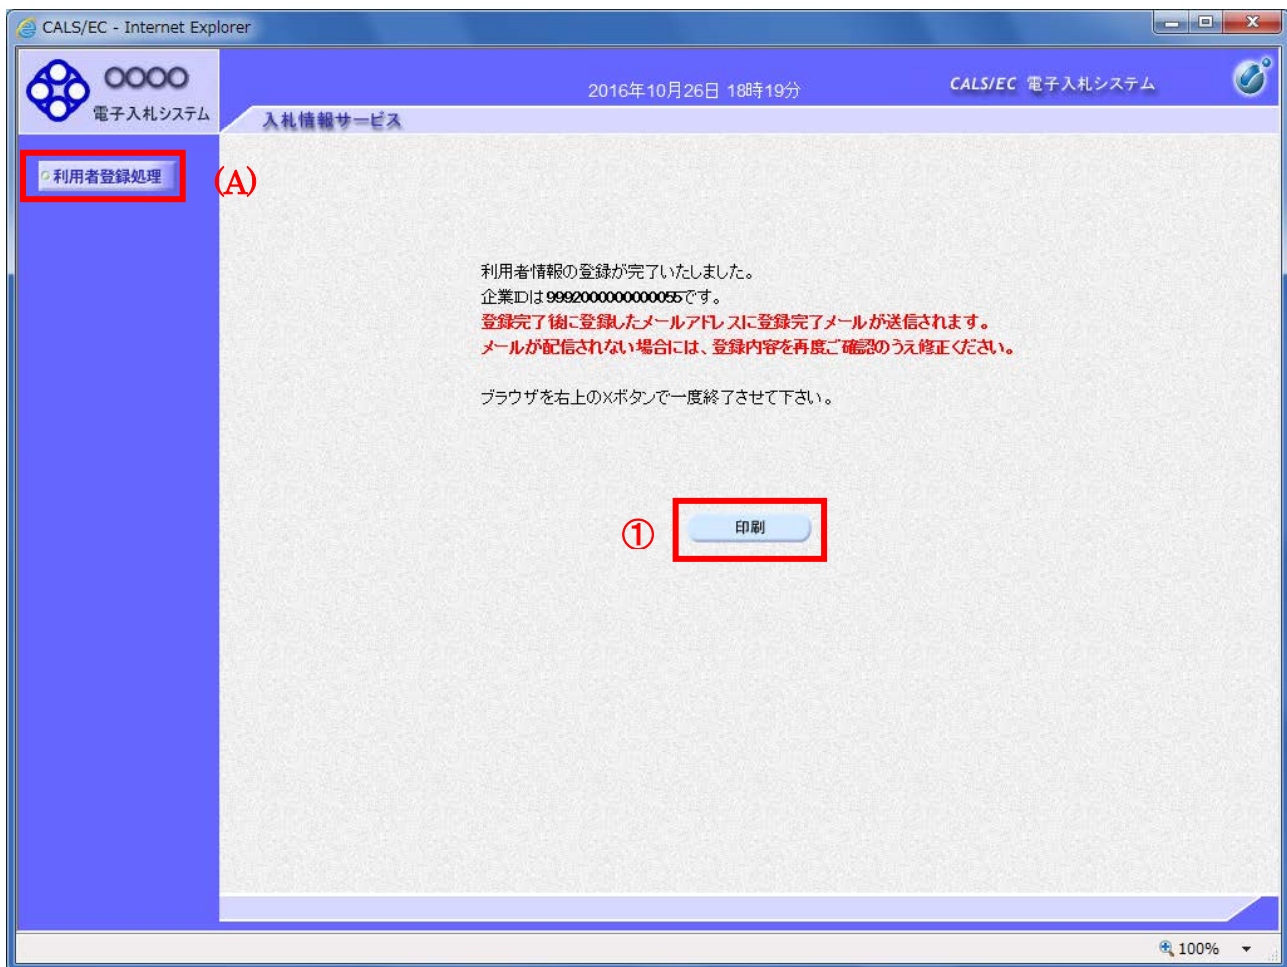 CALS/EC - Internet Explorer
○○○○
電子入札システム
2016年10月26日 18時19分
CALS/EC 電子入札システム
入札情報サービス
利用者登録処理
(A)
利用者情報の登録が完了いたしました。
企業IDは9992000000000055です。
登録完了後に登録したメールアドレスに登録完了メールが送信されます。
メールが配信されない場合には、登録内容を再度ご確認のうえ修正ください。
ブラウザを右上の×ボタンで一度終了させて下さい。
①
印刷
100%